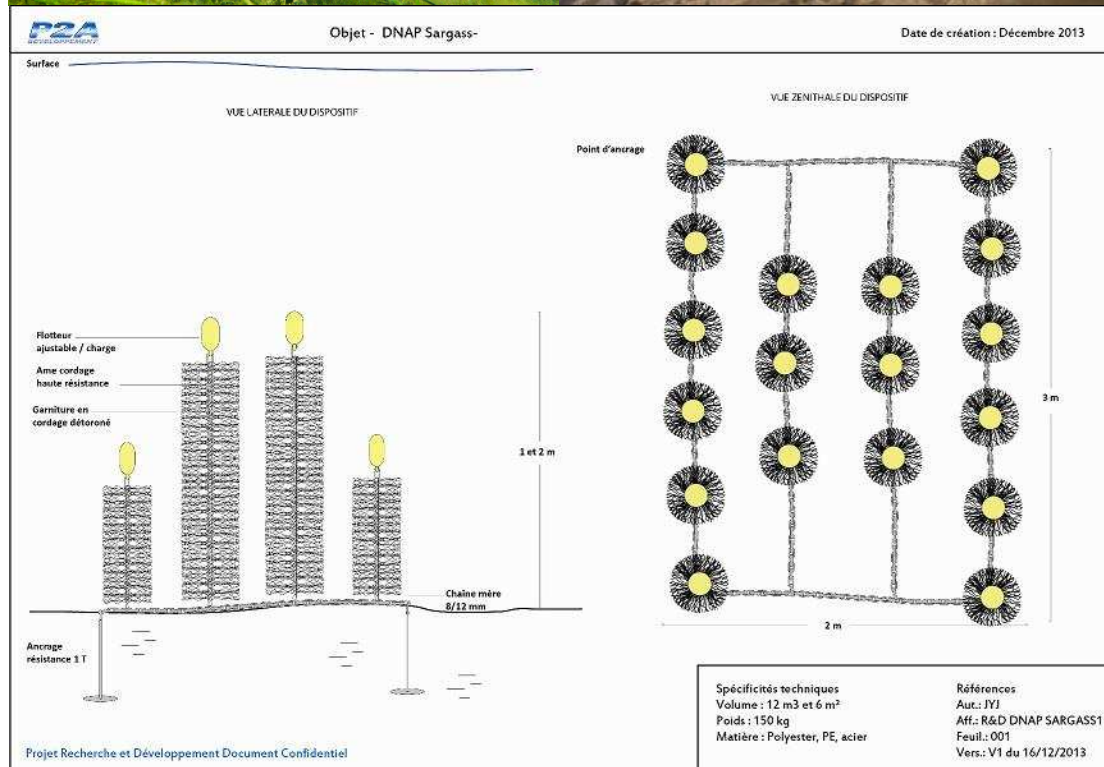 P2A
DEVELOPPEMENT
Objet - DNAP Sargass-
Date de création : Décembre 2013
Surface
VUE LATERALE DU DISPOSITIF
VUE ZENITHALE DU DISPOSITIF
Point d'ancrage
Flotteur
ajustable / charge
Ame cordage
haute résistance
Garniture en
cordage détoroné
1 et 2 m
3 m
Chaîne mère
8/12 mm
2 m
Ancrage
résistance 1 T
Spécificités techniques
Volume : 12 m3 et 6 m²
Poids : 150 kg
Matière : Polyester, PE, acier
Références
Aut.: JYJ
Aff.: R&D DNAP SARGASS1
Feuil.: 001
Vers.: V1 du 16/12/2013
Projet Recherche et Développement Document Confidentiel